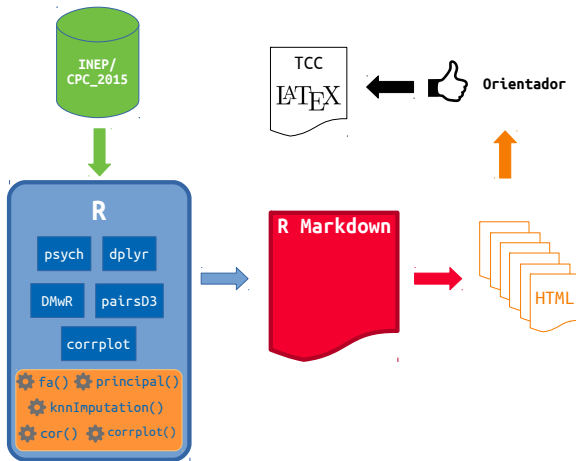 INEP/
CPC_2015
TCC
LATEX
Orientador
R
psych dplyr
DMwR pairsD3
corrplot
fa() principal()
knnImputation()
cor() corrplot()
R Markdown
HTML